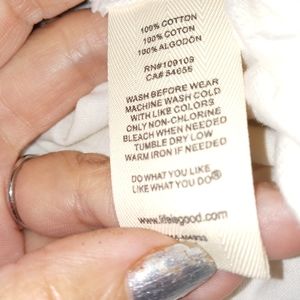 100% COTTON
100% COTON
100% ALGODÓN
RN#109109
CA# 54656
WASH BEFORE WEAR
MACHINE WASH COLD
WITH LIKE COLORS
ONLY NON-CHLORINE
BLEACH WHEN NEEDED
TUMBLE DRY LOW
WARM IRON IF NEEDED
DO WHAT YOU LIKE
LIKE WHAT YOU DO®
www.lifeisgood.com